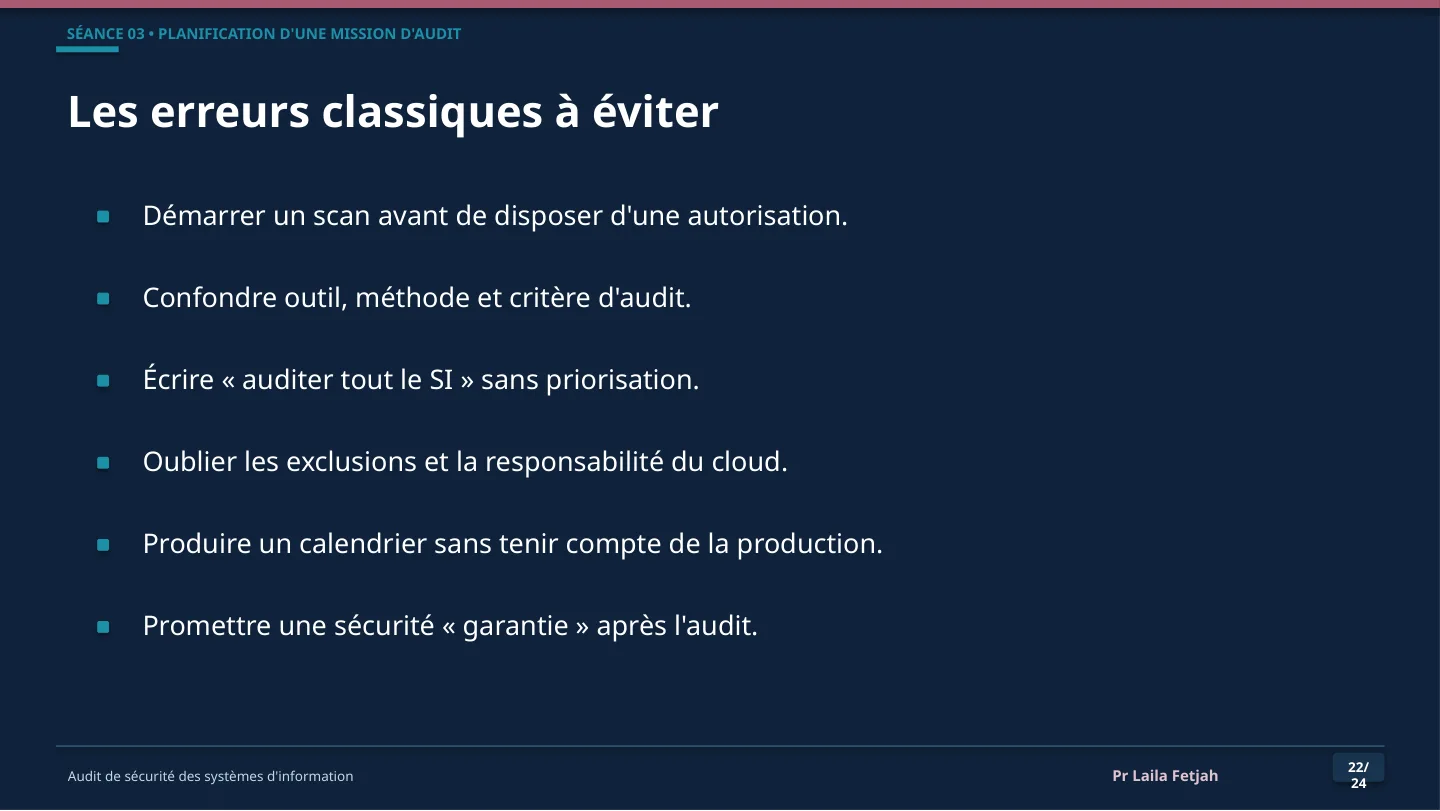 SÉANCE 03 • PLANIFICATION D'UNE MISSION D'AUDIT
Les erreurs classiques à éviter
Démarrer un scan avant de disposer d'une autorisation.
Confondre outil, méthode et critère d'audit.
Écrire « auditer tout le SI » sans priorisation.
Oublier les exclusions et la responsabilité du cloud.
Produire un calendrier sans tenir compte de la production.
Promettre une sécurité « garantie » après l'audit.
Audit de sécurité des systèmes d'information
Pr Laila Fetjah
22/
24